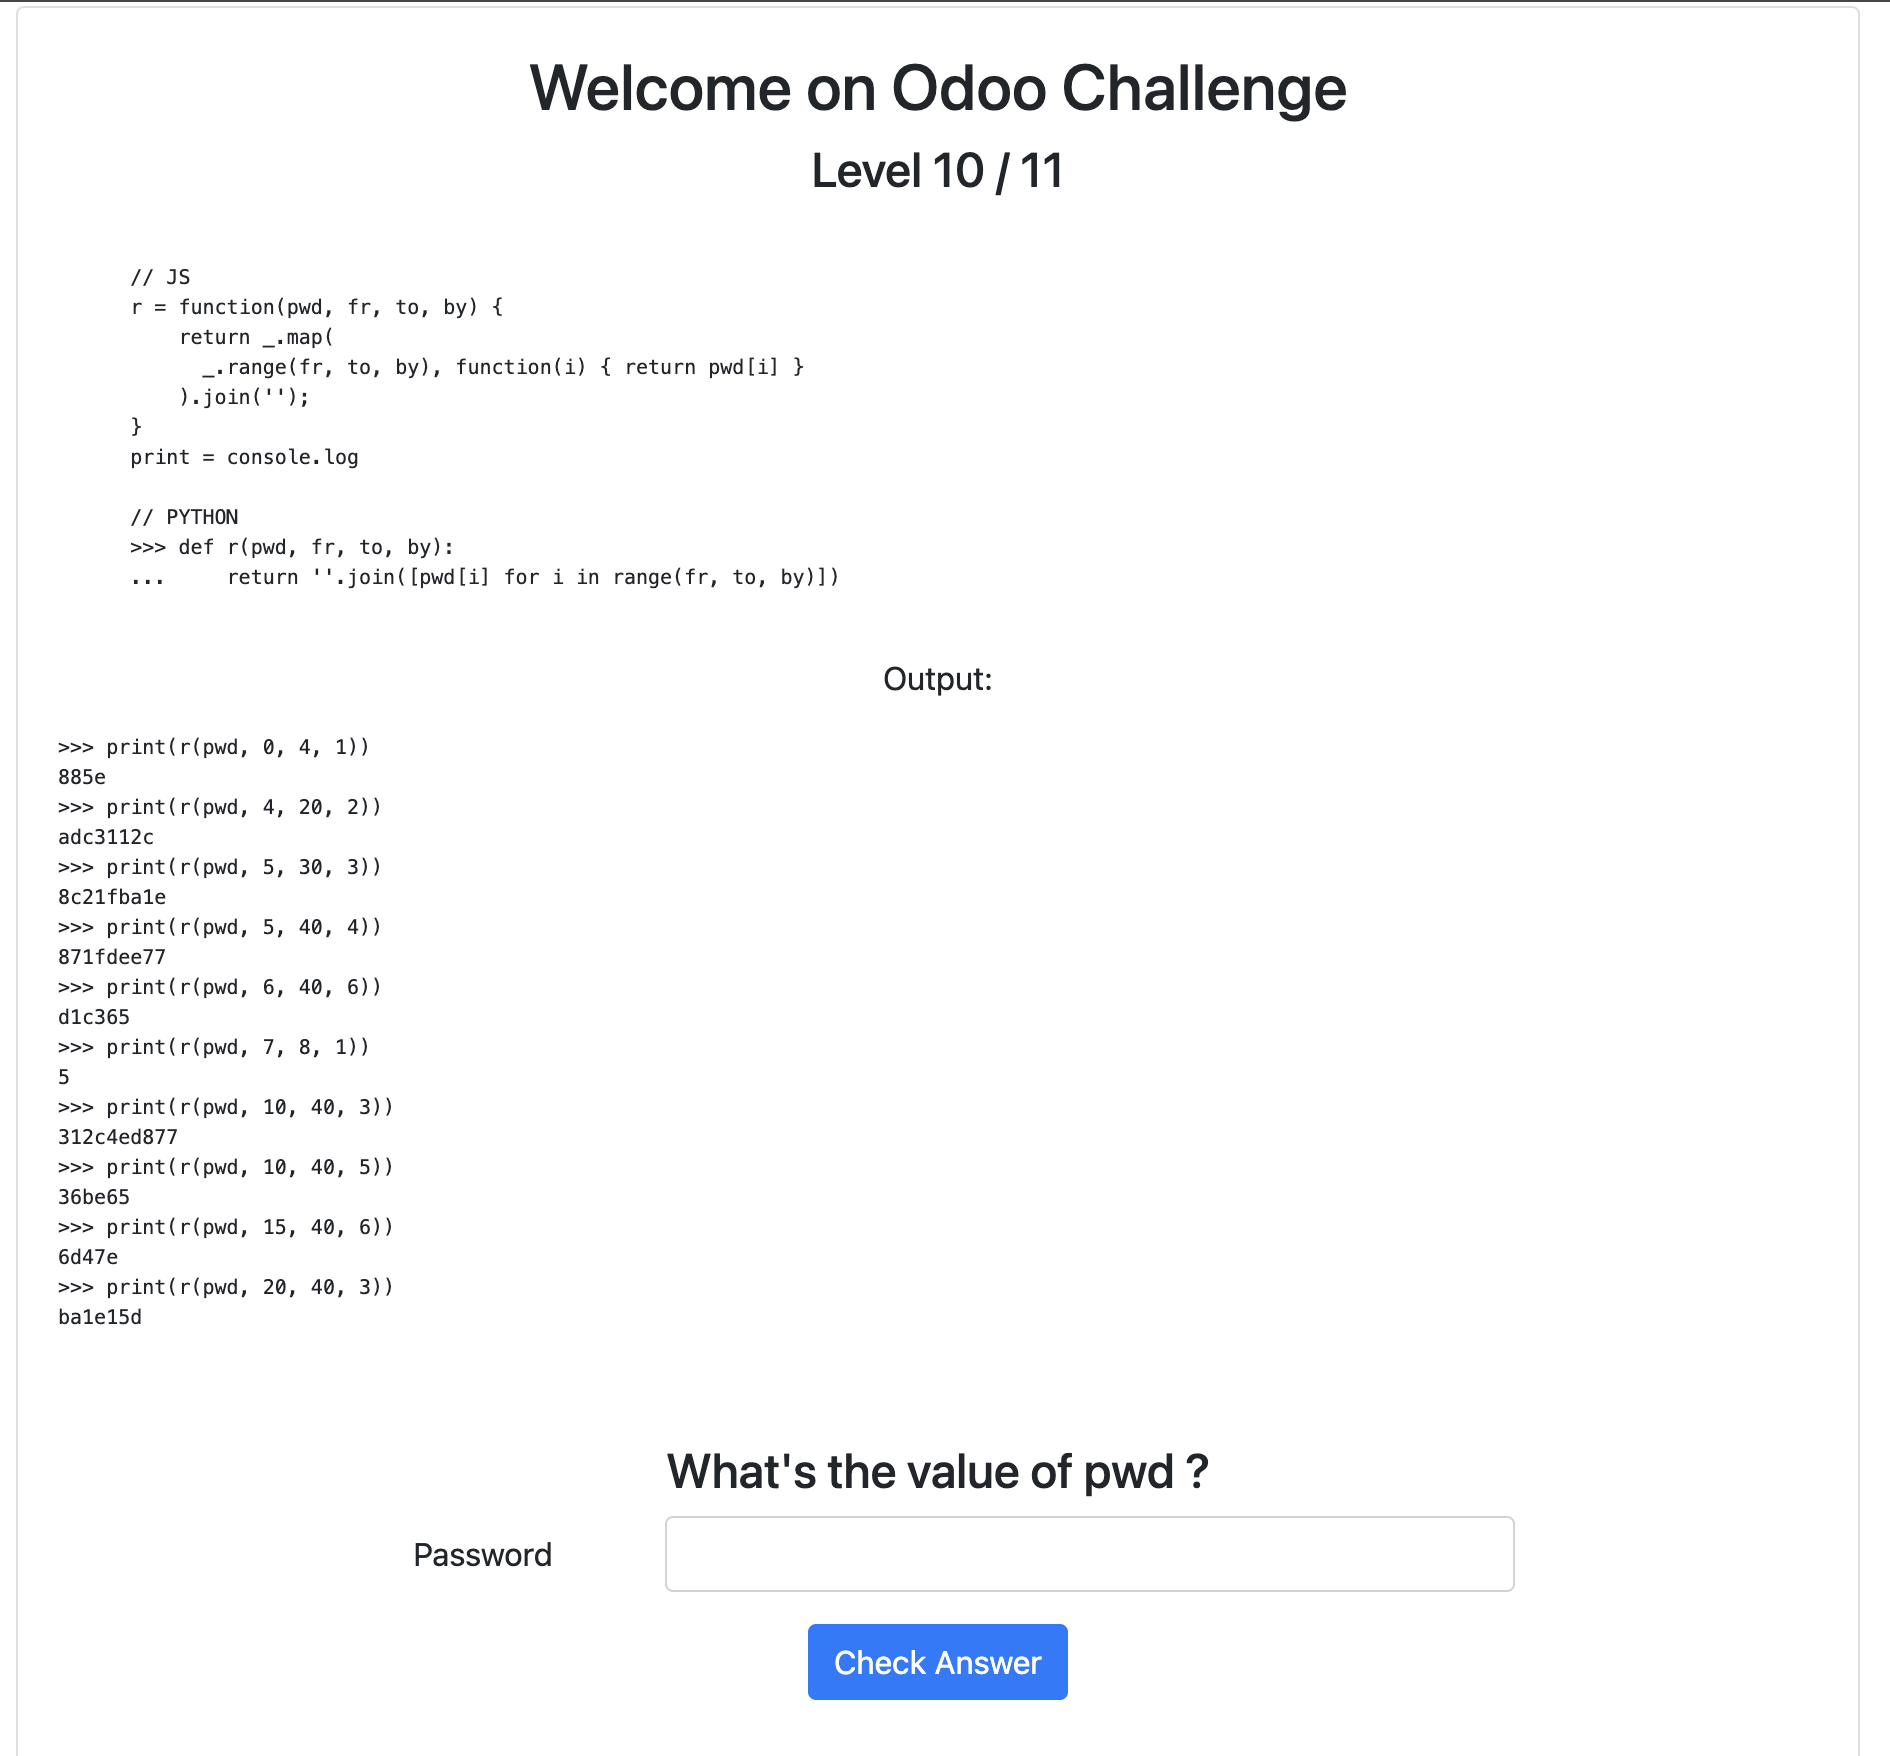 Welcome on Odoo Challenge
Level 10 / 11
// JS
r = function(pwd, fr, to, by) {
    return _.map(
      _.range(fr, to, by), function(i) { return pwd[i] }
    ).join('');
}
print = console.log
// PYTHON
>>> def r(pwd, fr, to, by):
...     return ''.join([pwd[i] for i in range(fr, to, by)])
Output:
>>> print(r(pwd, 0, 4, 1))
885e
>>> print(r(pwd, 4, 20, 2))
adc3112c
>>> print(r(pwd, 5, 30, 3))
8c21fba1e
>>> print(r(pwd, 5, 40, 4))
871fdee77
>>> print(r(pwd, 6, 40, 6))
d1c365
>>> print(r(pwd, 7, 8, 1))
5
>>> print(r(pwd, 10, 40, 3))
312c4ed877
>>> print(r(pwd, 10, 40, 5))
36be65
>>> print(r(pwd, 15, 40, 6))
6d47e
>>> print(r(pwd, 20, 40, 3))
ba1e15d
What's the value of pwd ?
Password
Check Answer